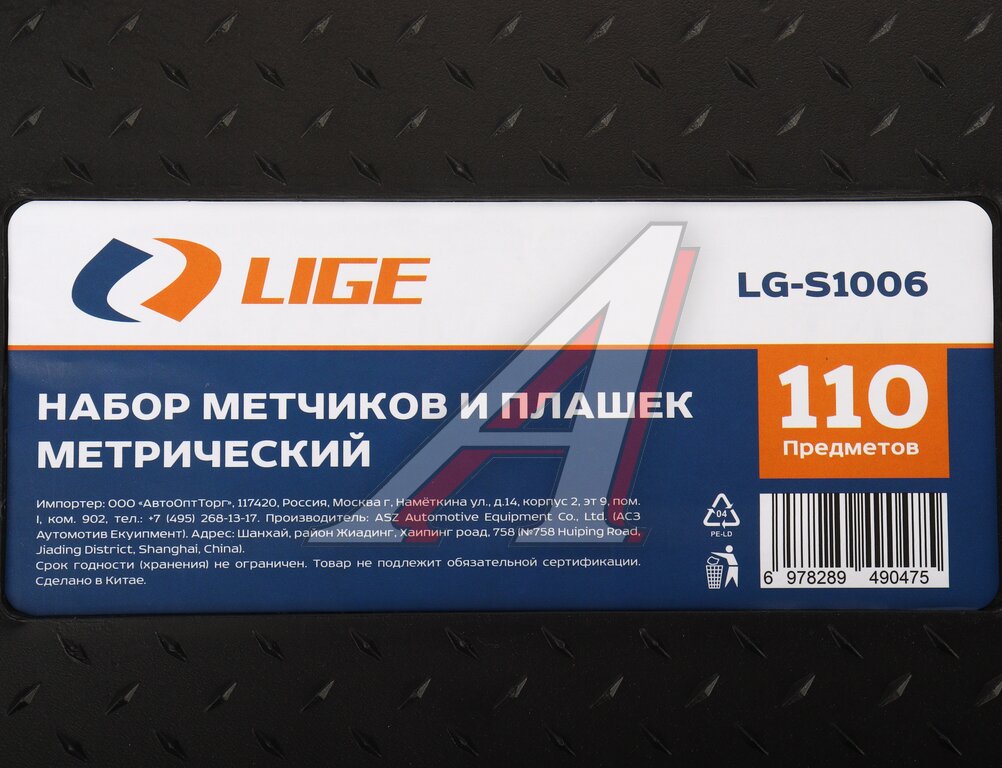 LIGE
LG-S1006
НАБОР МЕТЧИКОВ И ПЛАШЕК
МЕТРИЧЕСКИЙ
110
Предметов
Импортер: ООО «АвтоОптТорг», 117420, Россия, Москва г, Намёткина ул., д.14, корпус 2, эт 9, пом.
I, ком. 902, тел.: +7 (495) 268-13-17. Производитель: ASZ Automotive Equipment Co., Ltd. (АСЗ
Аутомотив Екуипмент). Адрес: Шанхай, район Жиадинг, Хаипинг роад, 758 (№758 Huiping Road,
Jiading District, Shanghai, China).
Срок годности (хранения) не ограничен. Товар не подлежит обязательной сертификации.
Сделано в Китае.
04
PE-LD
6 978289 490475